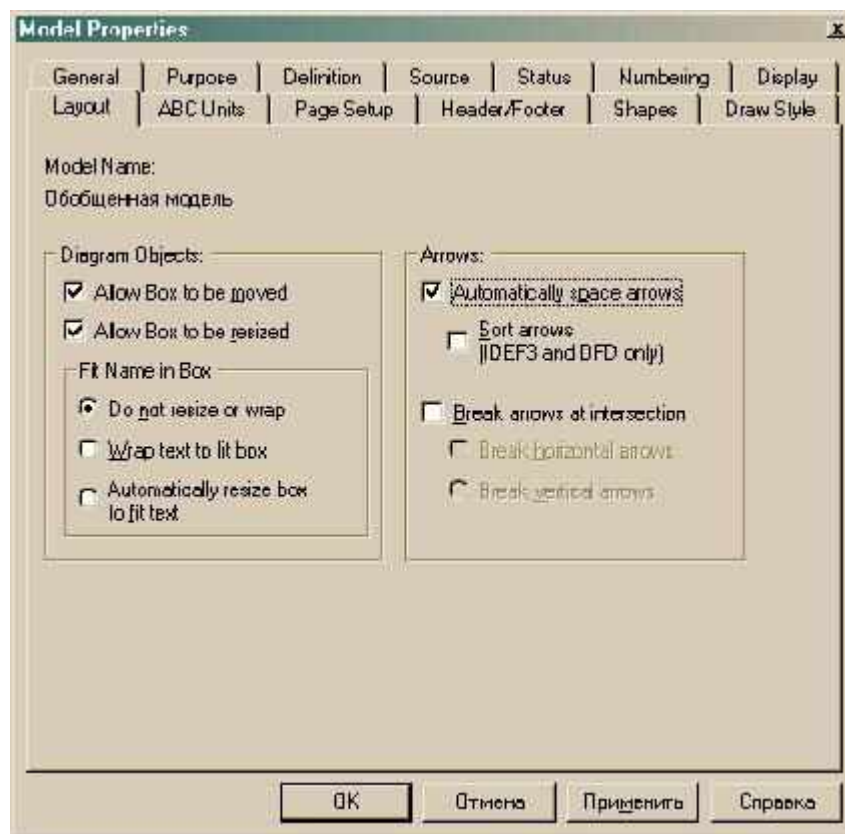 Model Properties
General Purpose Definition Source Status Numbering Display
Layout ABC Units Page Setup Header/Footer Shapes Draw Style
Model Name:
Обобщенная модель
Diagram Objects:
Allow Box to be moved
Allow Box to be resized
Fit Name in Box
Do not resize or wrap
Wrap text to fit box
Automatically resize box
to fit text
Arrows:
Automatically space arrows
Sort arrows
(IDEF3 and DFD only)
Break arrows at intersection
Break horizontal arrows
Break vertical arrows
OK Отмена Применить Справка